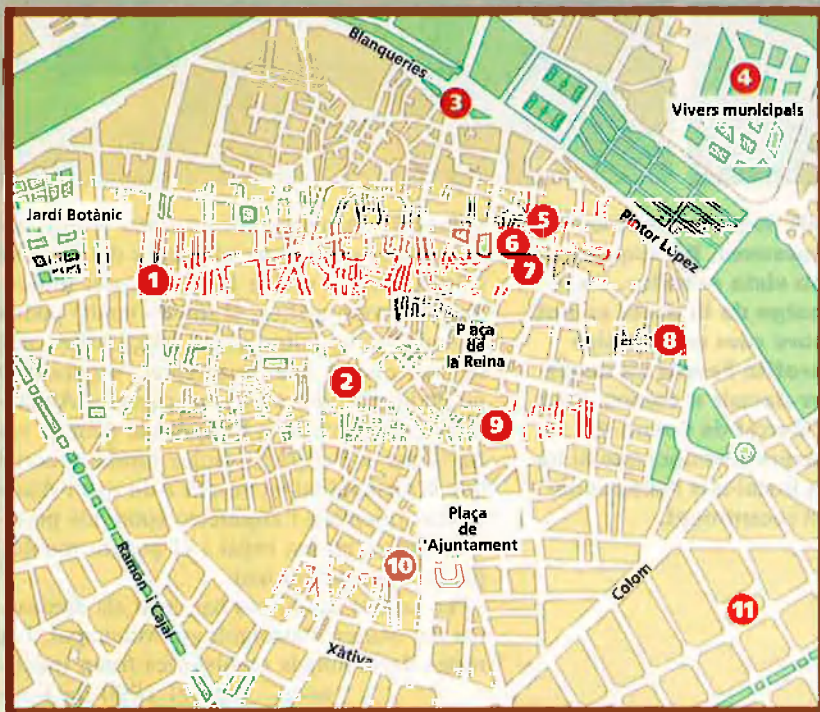 Blanqueries
4
3
Vivers municipals
Jardí Botànic
5
Pintor López
6
7
1
Plaça
de
la Reina
8
2
9
Plaça
de
l'Ajuntament
10
Ramón i Cajal
Colom
11
Xàtiva